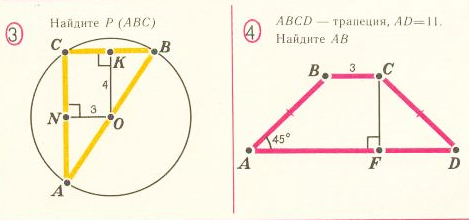 3
Найдите P (ABC)
C
K
B
4
N
3
O
A
4
ABCD — трапеция, AD=11.
Найдите AB
B
3
C
A
45°
F
D